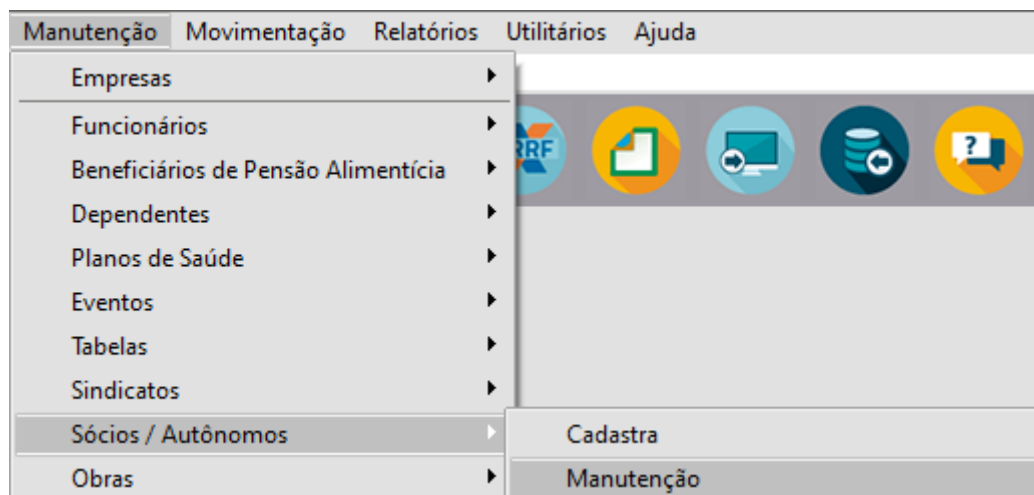 Manutenção Movimentação Relatórios Utilitários Ajuda
Empresas
Funcionários
RRF
?
Beneficiários de Pensão Alimentícia
Dependentes
Planos de Saúde
Eventos
Tabelas
Sindicatos
Sócios / Autônomos
Cadastra
Obras
Manutenção